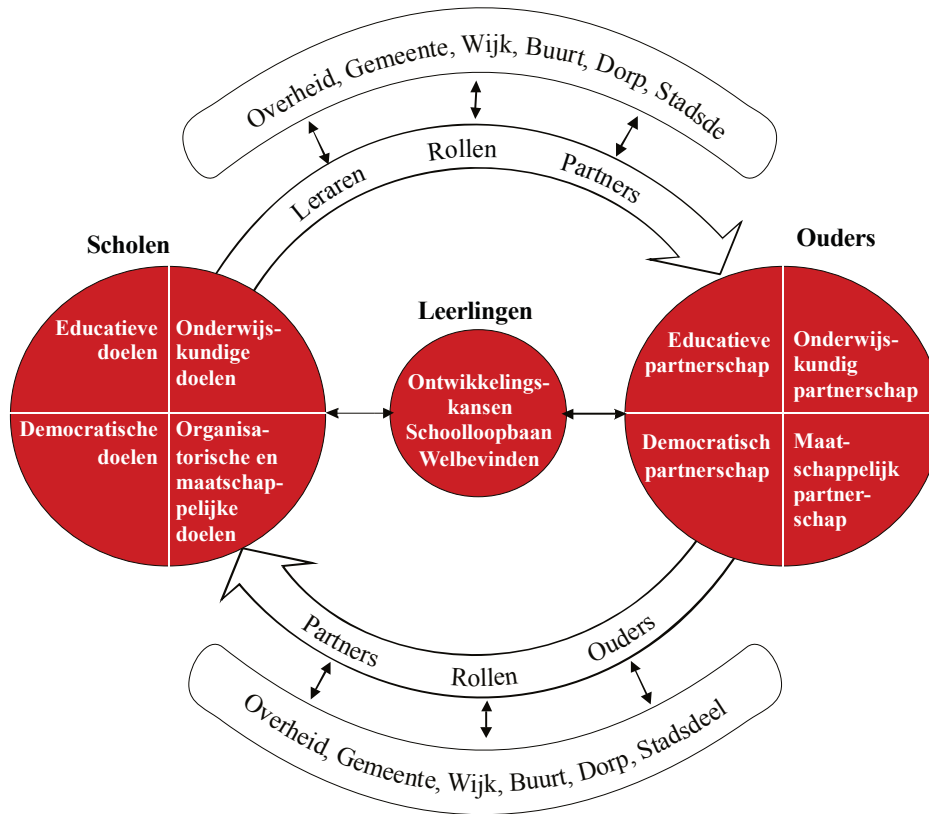 Overheid, Gemeente, Wijk, Buurt, Dorp, Stadsde
Leraren Rollen Partners
Scholen
Ouders
Leerlingen
Educatieve
doelen
Onderwijs-
kundige
doelen
Democratische
doelen
Organisa-
torische en
maatschap-
pelijke
doelen
Ontwikkelings-
kansen
Schoolloopbaan
Welbevinden
Educatieve
partnerschap
Onderwijs-
kundig
partnerschap
Democratisch
partnerschap
Maat-
schappelijk
partner-
schap
Partners Rollen Ouders
Overheid, Gemeente, Wijk, Buurt, Dorp, Stadsdeel